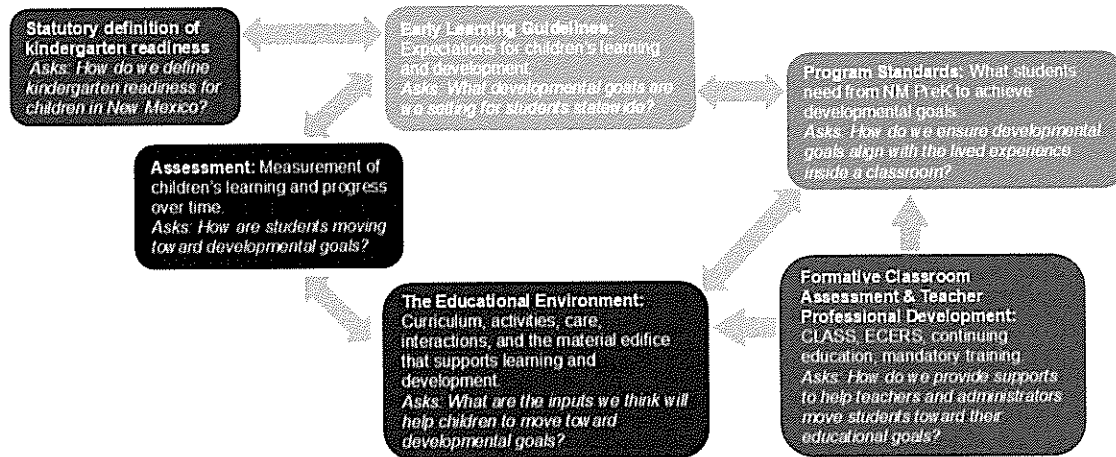 Statutory definition of
kindergarten readiness
Asks: How do we define
kindergarten readiness for
children in New Mexico?
Early Learning Guidelines:
Expectations for children's learning
and development.
Asks: What developmental goals are
we setting for students statewide?
Program Standards: What students
need from NM PreK to achieve
developmental goals
Asks: How do we ensure developmental
goals align with the lived experience
inside a classroom?
Assessment: Measurement of
children's learning and progress
over time.
Asks: How are students moving
toward developmental goals?
The Educational Environment:
Curriculum, activities, care,
interactions, and the material edifice
that supports learning and
development.
Asks: What are the inputs we think will
help children to move toward
developmental goals?
Formative Classroom
Assessment & Teacher
Professional Development:
CLASS, ECERS, continuing
education, mandatory training
Asks: How do we provide supports
to help teachers and administrators
move students toward their
educational goals?